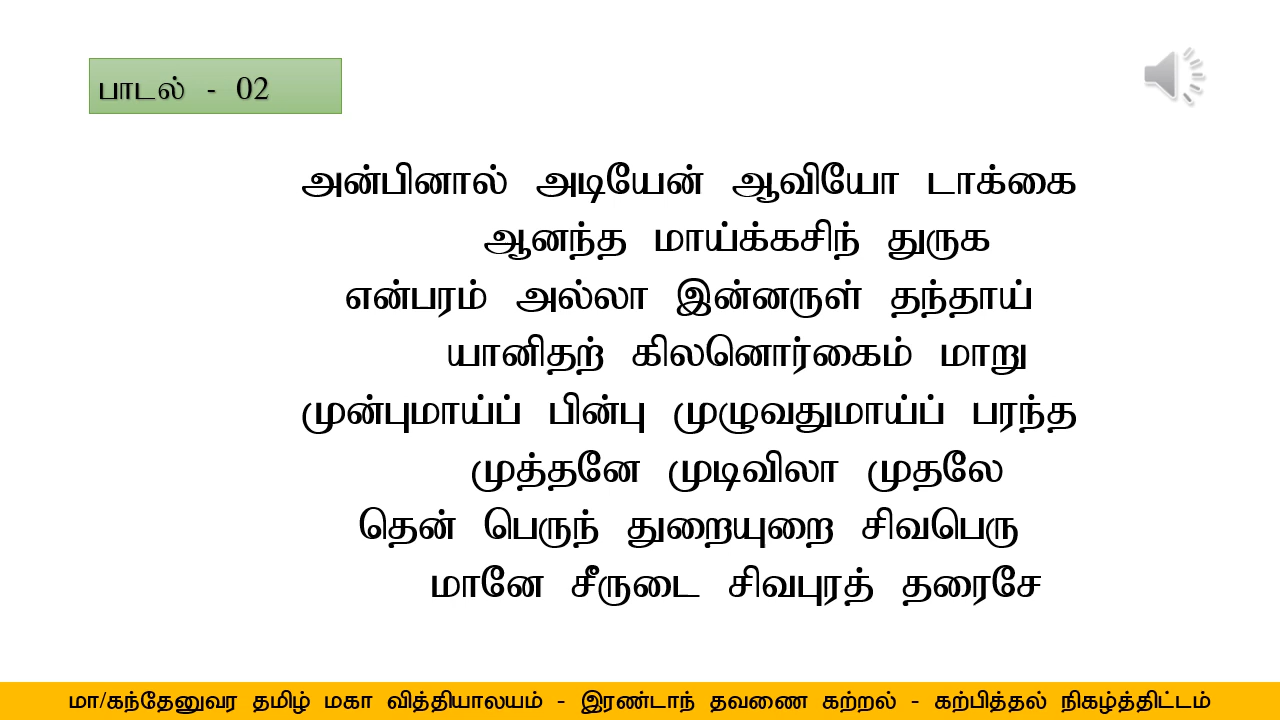 பாடல் - 02
அன்பினால் அடியேன் ஆவியோ டாக்கை
ஆனந்த மாய்க்கசிந் துருக
என்பரம் அல்லா இன்னருள் தந்தாய்
யானிதற் கிலனொர்கைம் மாறு
முன்புமாய்ப் பின்பு முழுவதுமாய்ப் பரந்த
முத்தனே முடிவிலா முதலே
தென் பெருந் துறையுறை சிவபெரு
மானே சீருடை சிவபுரத் தரைசே
மா/கந்தேனுவர தமிழ் மகா வித்தியாலயம் - இரண்டாந் தவணை கற்றல் - கற்பித்தல் நிகழ்த்திட்டம்